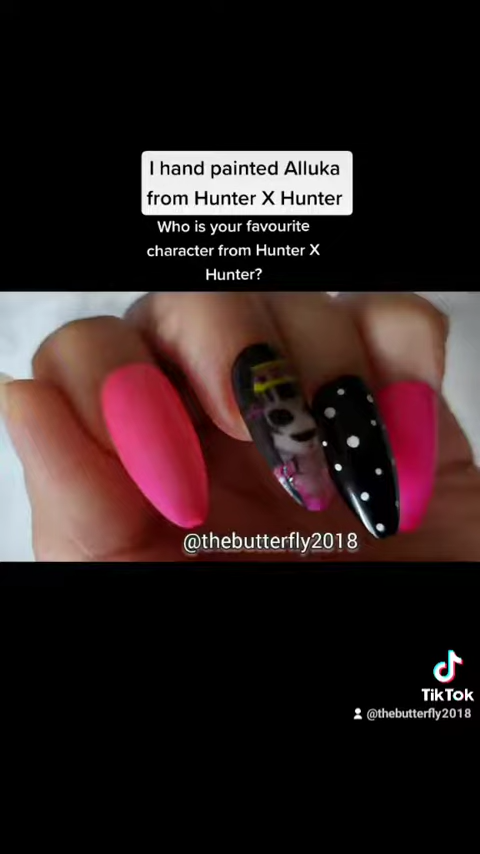 I hand painted Alluka
from Hunter X Hunter
Who is your favourite
character from Hunter X
Hunter?
@thebutterfly2018
TikTok
@thebutterfly2018